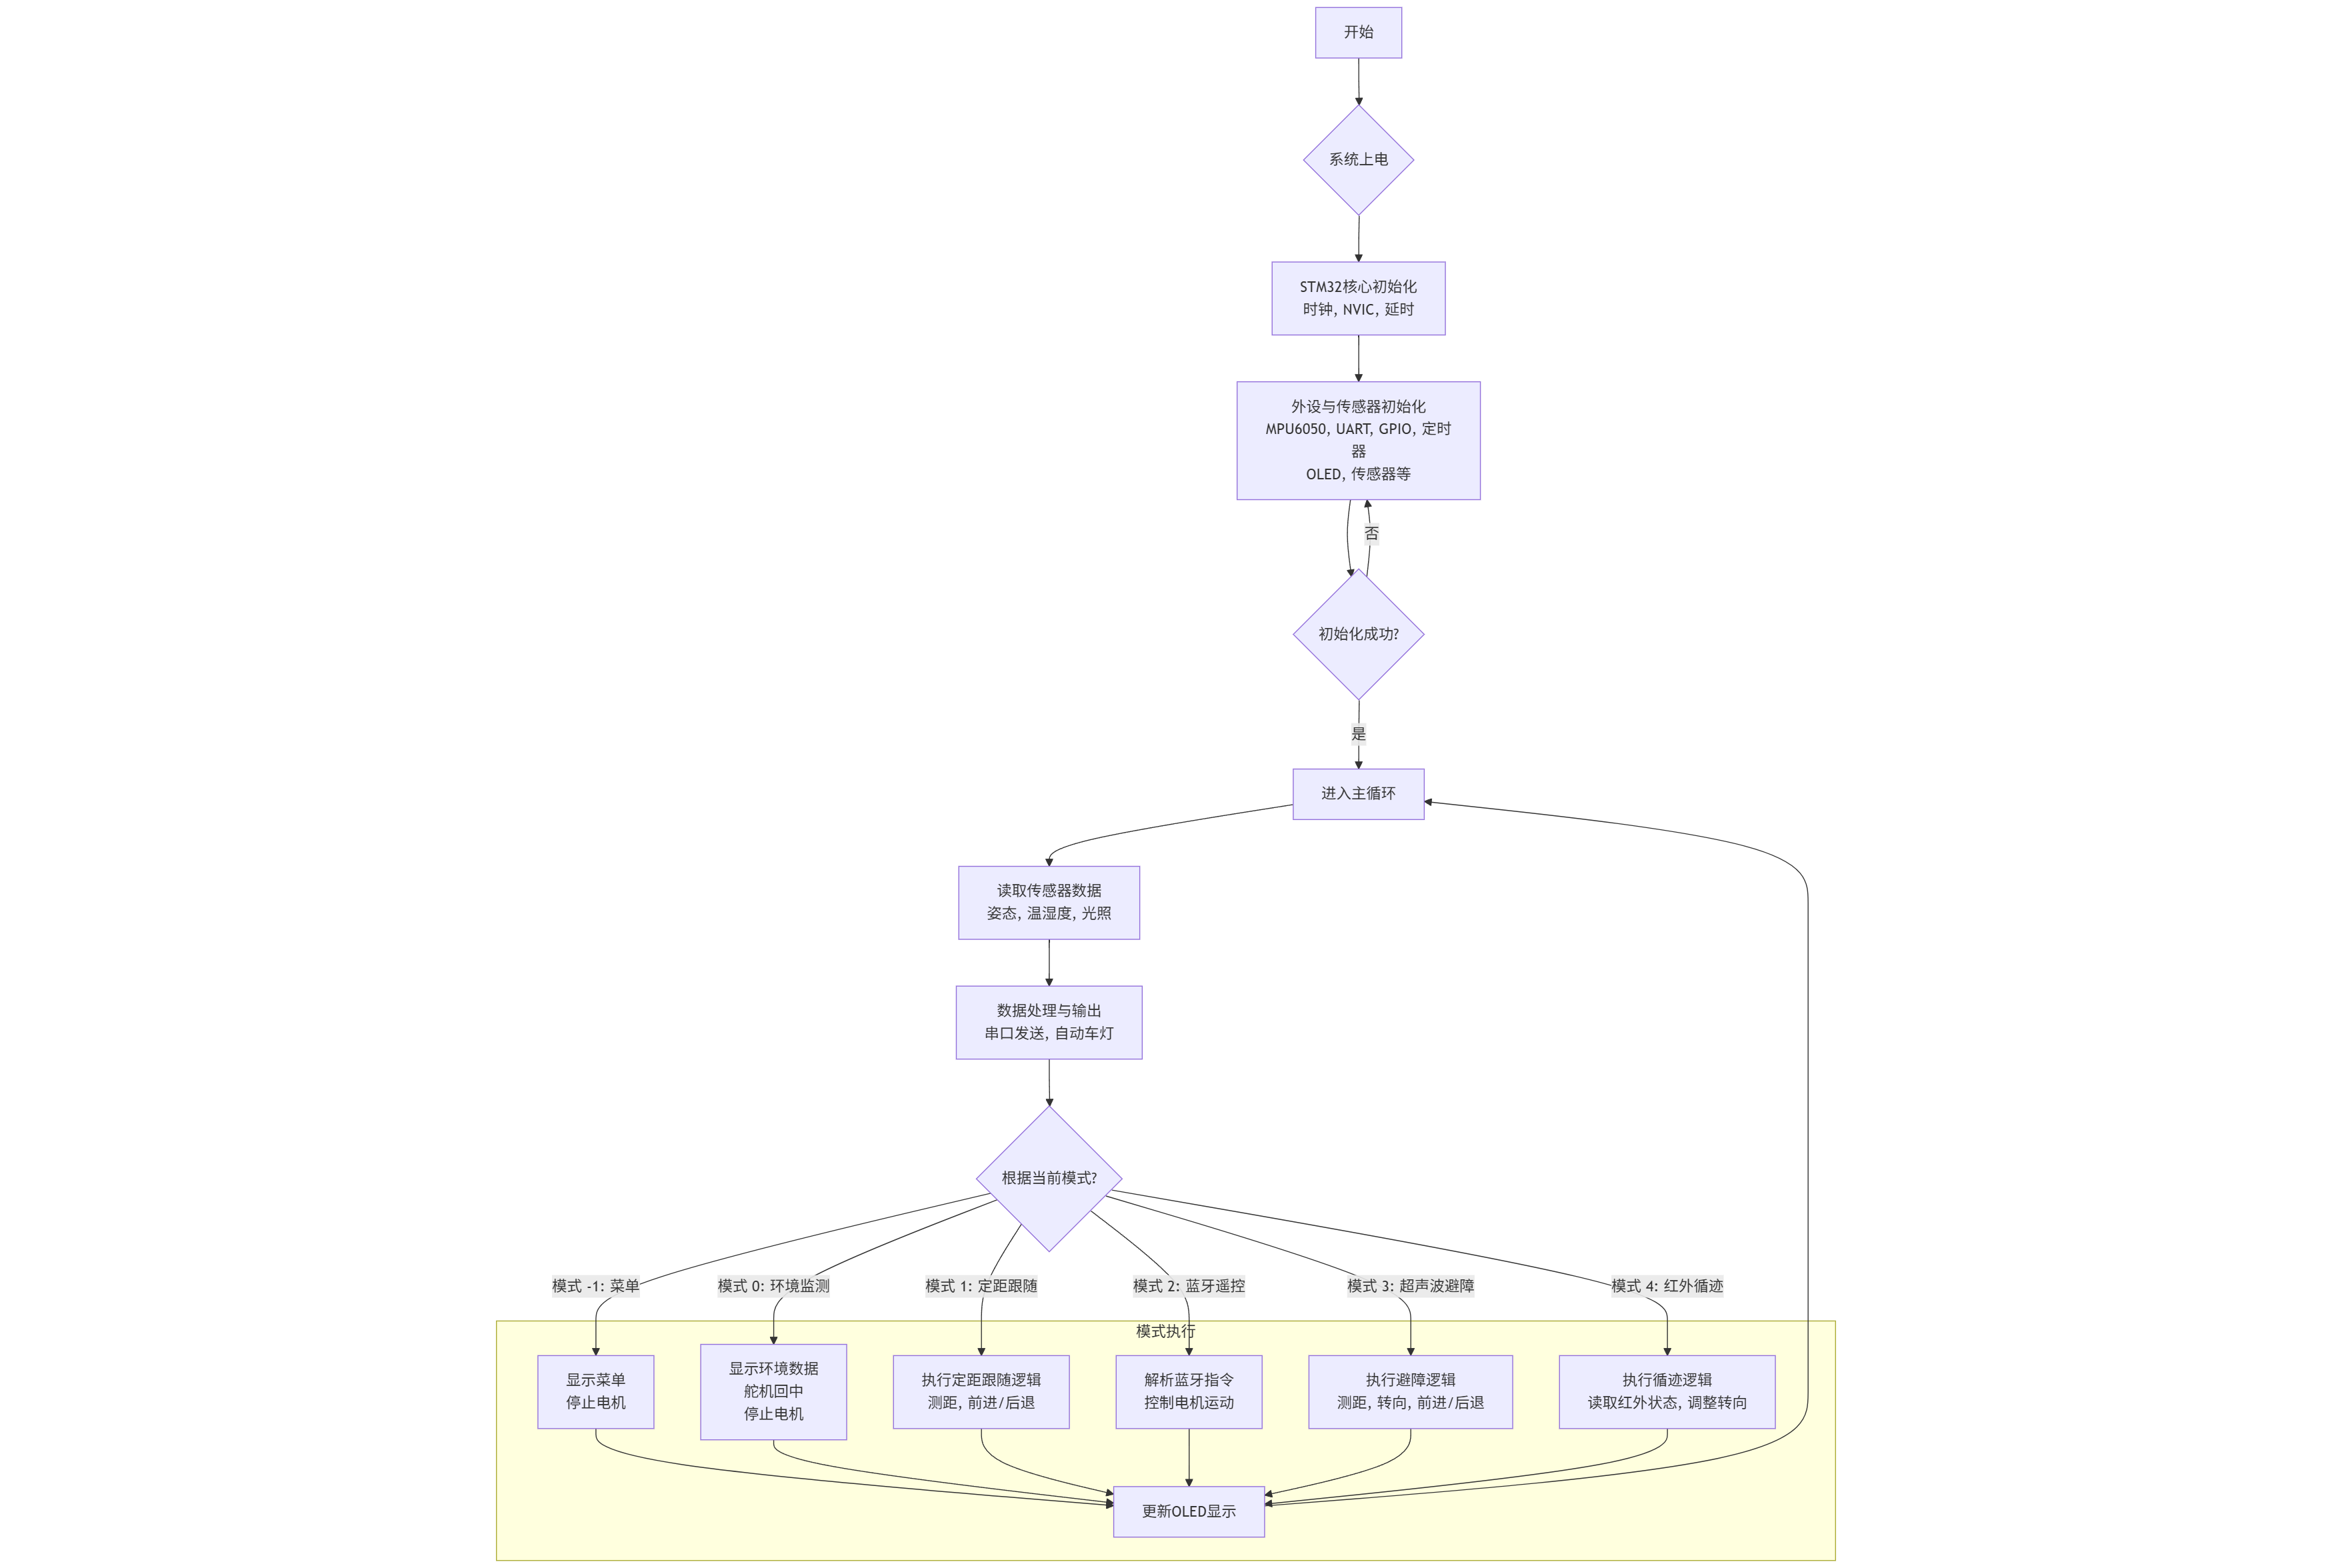 开始
系统上电
STM32核心初始化
时钟, NVIC, 延时
外设与传感器初始化
MPU6050, UART, GPIO, 定时
器
OLED, 传感器等
否
初始化成功?
是
进入主循环
读取传感器数据
姿态, 温湿度, 光照
数据处理与输出
串口发送, 自动车灯
根据当前模式?
模式 -1: 菜单
模式 0: 环境监测
模式 1: 定距跟随
模式 2: 蓝牙遥控
模式 3: 超声波避障
模式 4: 红外循迹
模式执行
显示菜单
停止电机
显示环境数据
舵机回中
停止电机
执行定距跟随逻辑
测距, 前进/后退
解析蓝牙指令
控制电机运动
执行避障逻辑
测距, 转向, 前进/后退
执行循迹逻辑
读取红外状态, 调整转向
更新OLED显示